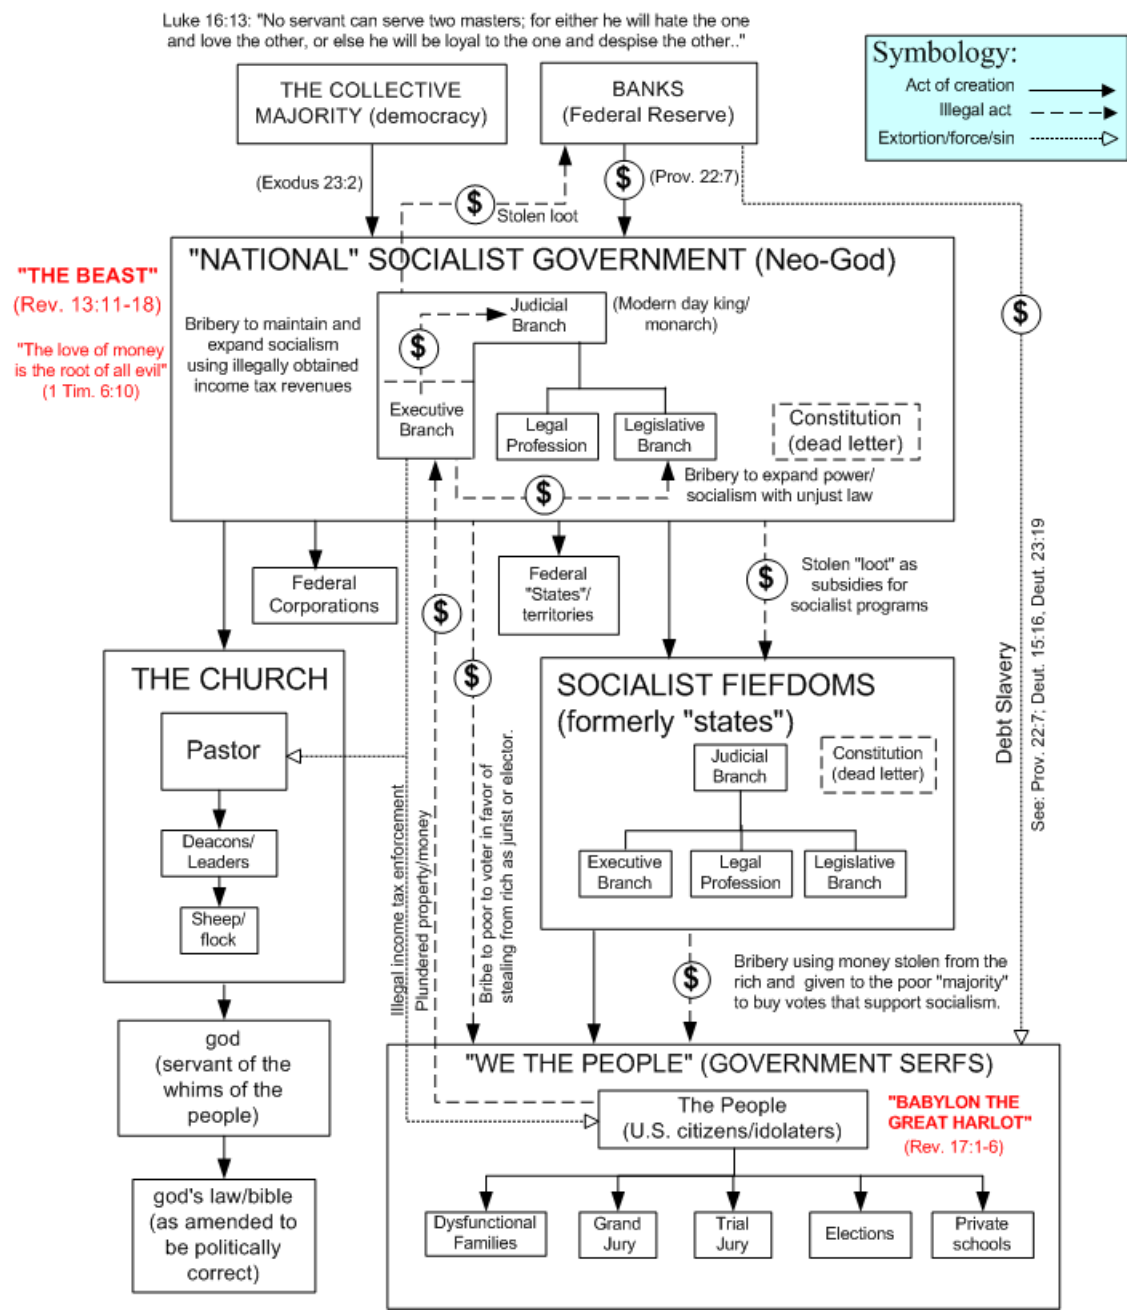 Luke 16:13: "No servant can serve two masters; for either he will hate the one
and love the other, or else he will be loyal to the one and despise the other.."
Symbology:
Act of creation
Illegal act
Extortion/force/sin
THE COLLECTIVE
MAJORITY (democracy)
BANKS
(Federal Reserve)
(Exodus 23:2)
$
Stolen loot
$
(Prov. 22:7)
"NATIONAL" SOCIALIST GOVERNMENT (Neo-God)
"THE BEAST"
(Rev. 13:11-18)
"The love of money
is the root of all evil"
(1 Tim. 6:10)
Bribery to maintain and
expand socialism
using illegally obtained
income tax revenues
$
Judicial
Branch
(Modern day king/
monarch)
$
Executive
Branch
Legal
Profession
Legislative
Branch
Constitution
(dead letter)
$
Bribery to expand power/
socialism with unjust law
Federal
Corporations
$
Federal
"States"/
territories
$
Stolen "loot" as
subsidies for
socialist programs
$
THE CHURCH
Pastor
Deacons/
Leaders
Sheep/
flock
Illegal income tax enforcement
Plundered property/money
Bribe to poor to voter in favor of
stealing from rich as jurist or elector.
SOCIALIST FIEFDOMS
(formerly "states")
Judicial
Branch
Constitution
(dead letter)
Executive
Branch
Legal
Profession
Legislative
Branch
Debt Slavery
See: Prov. 22:7; Deut. 15:16, Deut. 23:19
$
Bribery using money stolen from the
rich and given to the poor "majority"
to buy votes that support socialism.
god
(servant of the
whims of the
people)
god's law/bible
(as amended to
be politically
correct)
"WE THE PEOPLE" (GOVERNMENT SERFS)
The People
(U.S. citizens/idolaters)
"BABYLON THE
GREAT HARLOT"
(Rev. 17:1-6)
Dysfunctional
Families
Grand
Jury
Trial
Jury
Elections
Private
schools